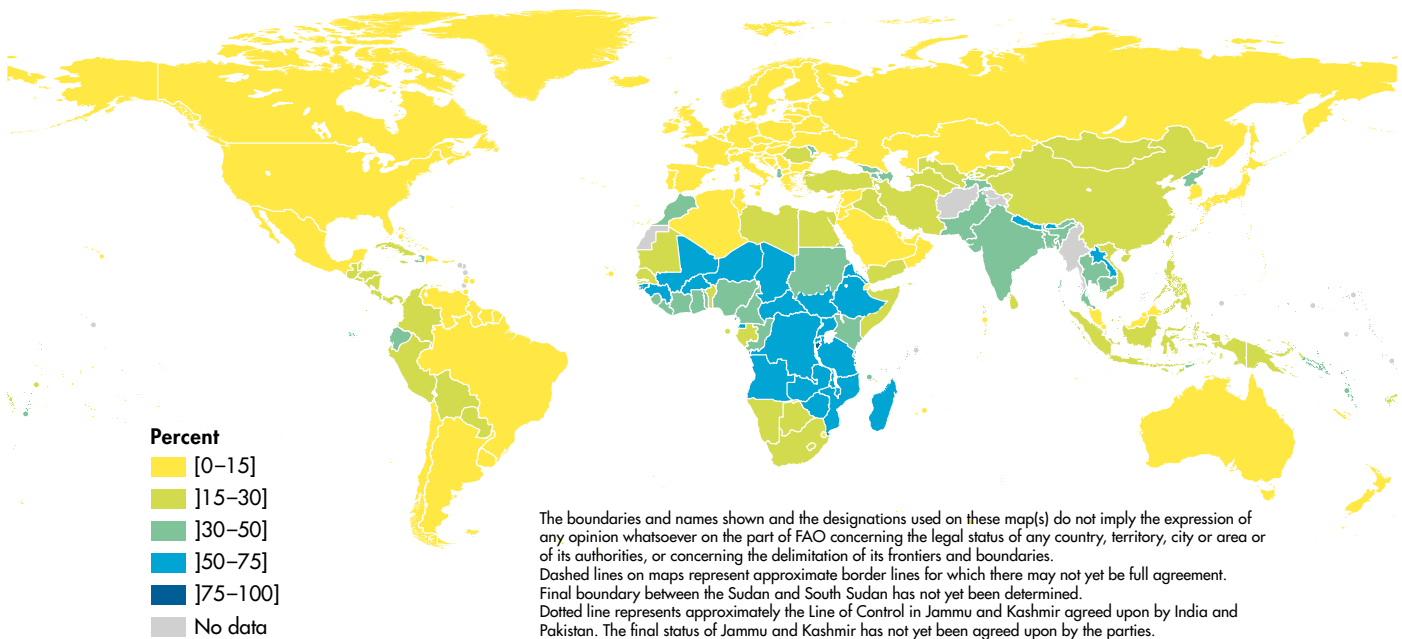 Percent
[0–15]
]15–30]
]30–50]
]50–75]
]75–100]
No data
The boundaries and names shown and the designations used on these map(s) do not imply the expression of
any opinion whatsoever on the part of FAO concerning the legal status of any country, territory, city or area or
of its authorities, or concerning the delimitation of its frontiers and boundaries.
Dashed lines on maps represent approximate border lines for which there may not yet be full agreement.
Final boundary between the Sudan and South Sudan has not yet been determined.
Dotted line represents approximately the Line of Control in Jammu and Kashmir agreed upon by India and
Pakistan. The final status of Jammu and Kashmir has not yet been agreed upon by the parties.